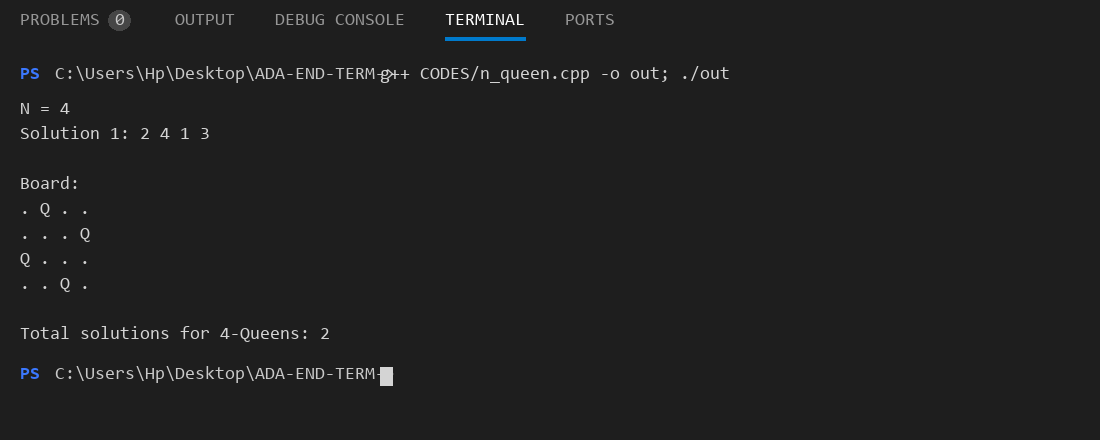 PROBLEMS 0 OUTPUT DEBUG CONSOLE TERMINAL PORTS
PS C:\Users\Hp\Desktop\ADA-END-TERM-> g++ CODES/n_queen.cpp -o out; ./out
N = 4
Solution 1: 2 4 1 3
Board:
. Q . .
. . . Q
Q . . .
. . Q .
Total solutions for 4-Queens: 2
PS C:\Users\Hp\Desktop\ADA-END-TERM-